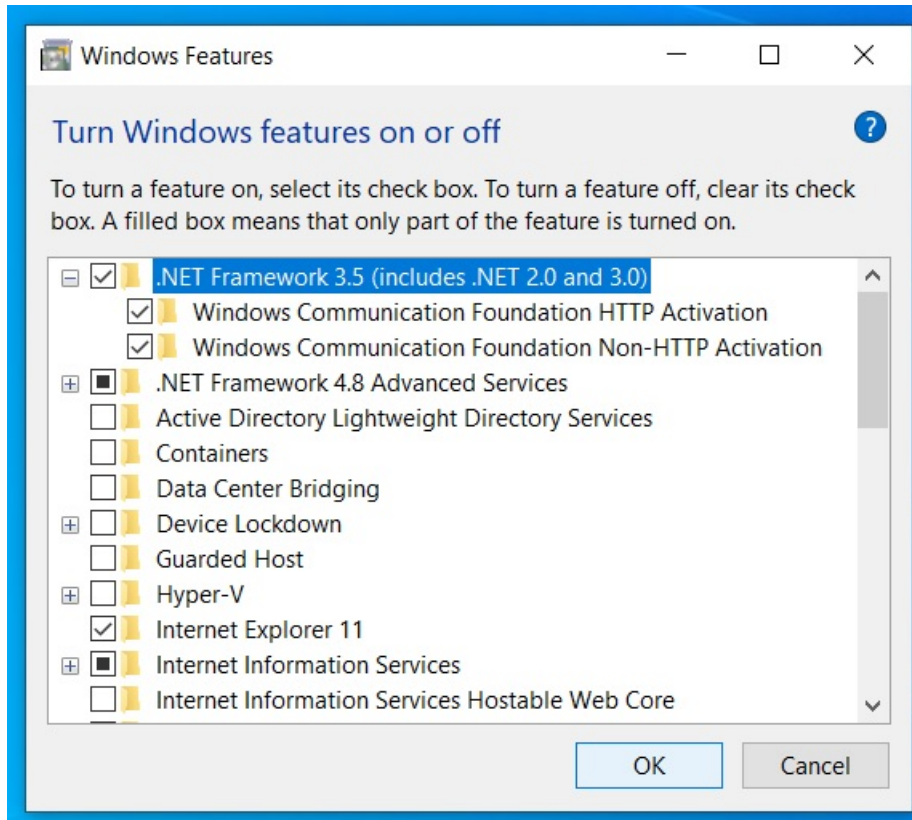 Windows Features
Turn Windows features on or off
?
To turn a feature on, select its check box. To turn a feature off, clear its check
box. A filled box means that only part of the feature is turned on.
.NET Framework 3.5 (includes .NET 2.0 and 3.0)
Windows Communication Foundation HTTP Activation
Windows Communication Foundation Non-HTTP Activation
.NET Framework 4.8 Advanced Services
Active Directory Lightweight Directory Services
Containers
Data Center Bridging
Device Lockdown
Guarded Host
Hyper-V
Internet Explorer 11
Internet Information Services
Internet Information Services Hostable Web Core
OK
Cancel